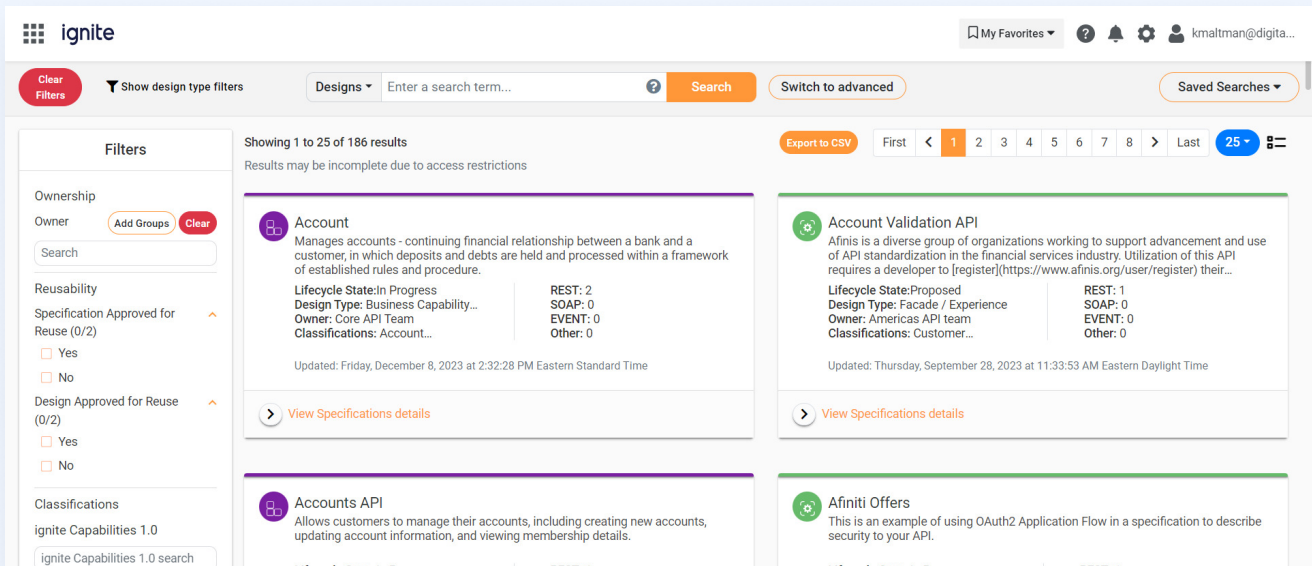 ignite
My Favorites
kmaltman@digita...
Clear
Filters
Show design type filters
Designs
Enter a search term...
Search
Switch to advanced
Saved Searches
Filters
Ownership
Owner
Add Groups
Clear
Search
Reusability
Specification Approved for
Reuse (0/2)
Yes
No
Design Approved for Reuse
(0/2)
Yes
No
Classifications
ignite Capabilities 1.0
ignite Capabilities 1.0 search
Showing 1 to 25 of 186 results
Results may be incomplete due to access restrictions
Export to CSV
First 1 2 3 4 5 6 7 8 Last
25
Account
Manages accounts - continuing financial relationship between a bank and a
customer, in which deposits and debts are held and processed within a framework
of established rules and procedure.
Lifecycle State:In Progress
Design Type: Business Capability...
Owner: Core API Team
Classifications: Account...
REST: 2
SOAP: 0
EVENT: 0
Other: 0
Updated: Friday, December 8, 2023 at 2:32:28 PM Eastern Standard Time
View Specifications details
Account Validation API
Afinis is a diverse group of organizations working to support advancement and use
of API standardization in the financial services industry. Utilization of this API
requires a developer to [register](https://www.afinis.org/user/register) their...
Lifecycle State:Proposed
Design Type: Facade / Experience
Owner: Americas API team
Classifications: Customer...
REST: 1
SOAP: 0
EVENT: 0
Other: 0
Updated: Thursday, September 28, 2023 at 11:33:53 AM Eastern Daylight Time
View Specifications details
Accounts API
Allows customers to manage their accounts, including creating new accounts,
updating account information, and viewing membership details.
Afiniti Offers
This is an example of using OAuth2 Application Flow in a specification to describe
security to your API.